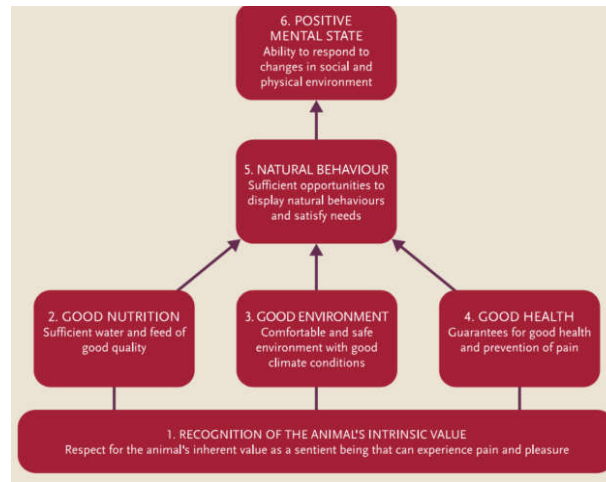 6. POSITIVE
MENTAL STATE
Ability to respond to
changes in social and
physical environment
5. NATURAL BEHAVIOUR
Sufficient opportunities to
display natural behaviours
and satisfy needs
2. GOOD NUTRITION
Sufficient water and feed of
good quality
3. GOOD ENVIRONMENT
Comfortable and safe
environment with good
climate conditions
4. GOOD HEALTH
Guarantees for good health
and prevention of pain
1. RECOGNITION OF THE ANIMAL'S INTRINSIC VALUE
Respect for the animal's inherent value as a sentient being that can experience pain and pleasure